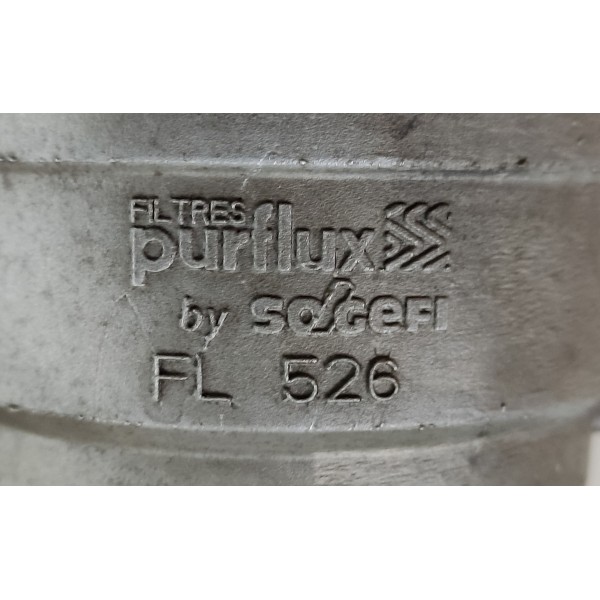 FILTRES
purflux
by SOGEFI
FL 526